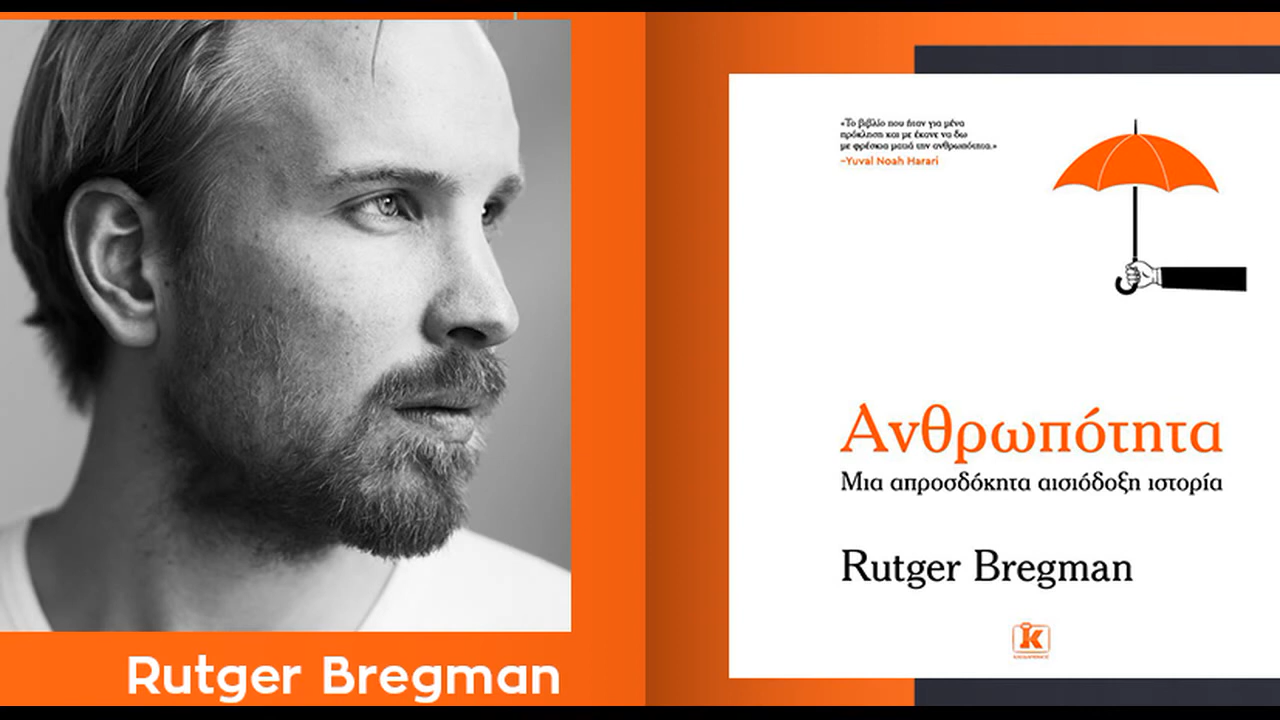 Rutger Bregman
«Το βιβλίο που ήταν για μένα
πρόκληση και με έκανε να δω
με φρέσκια ματιά την ανθρωπότητα.»
–Yuval Noah Harari
Ανθρωπότητα
Μια απροσδόκητα αισιόδοξη ιστορία
Rutger Bregman